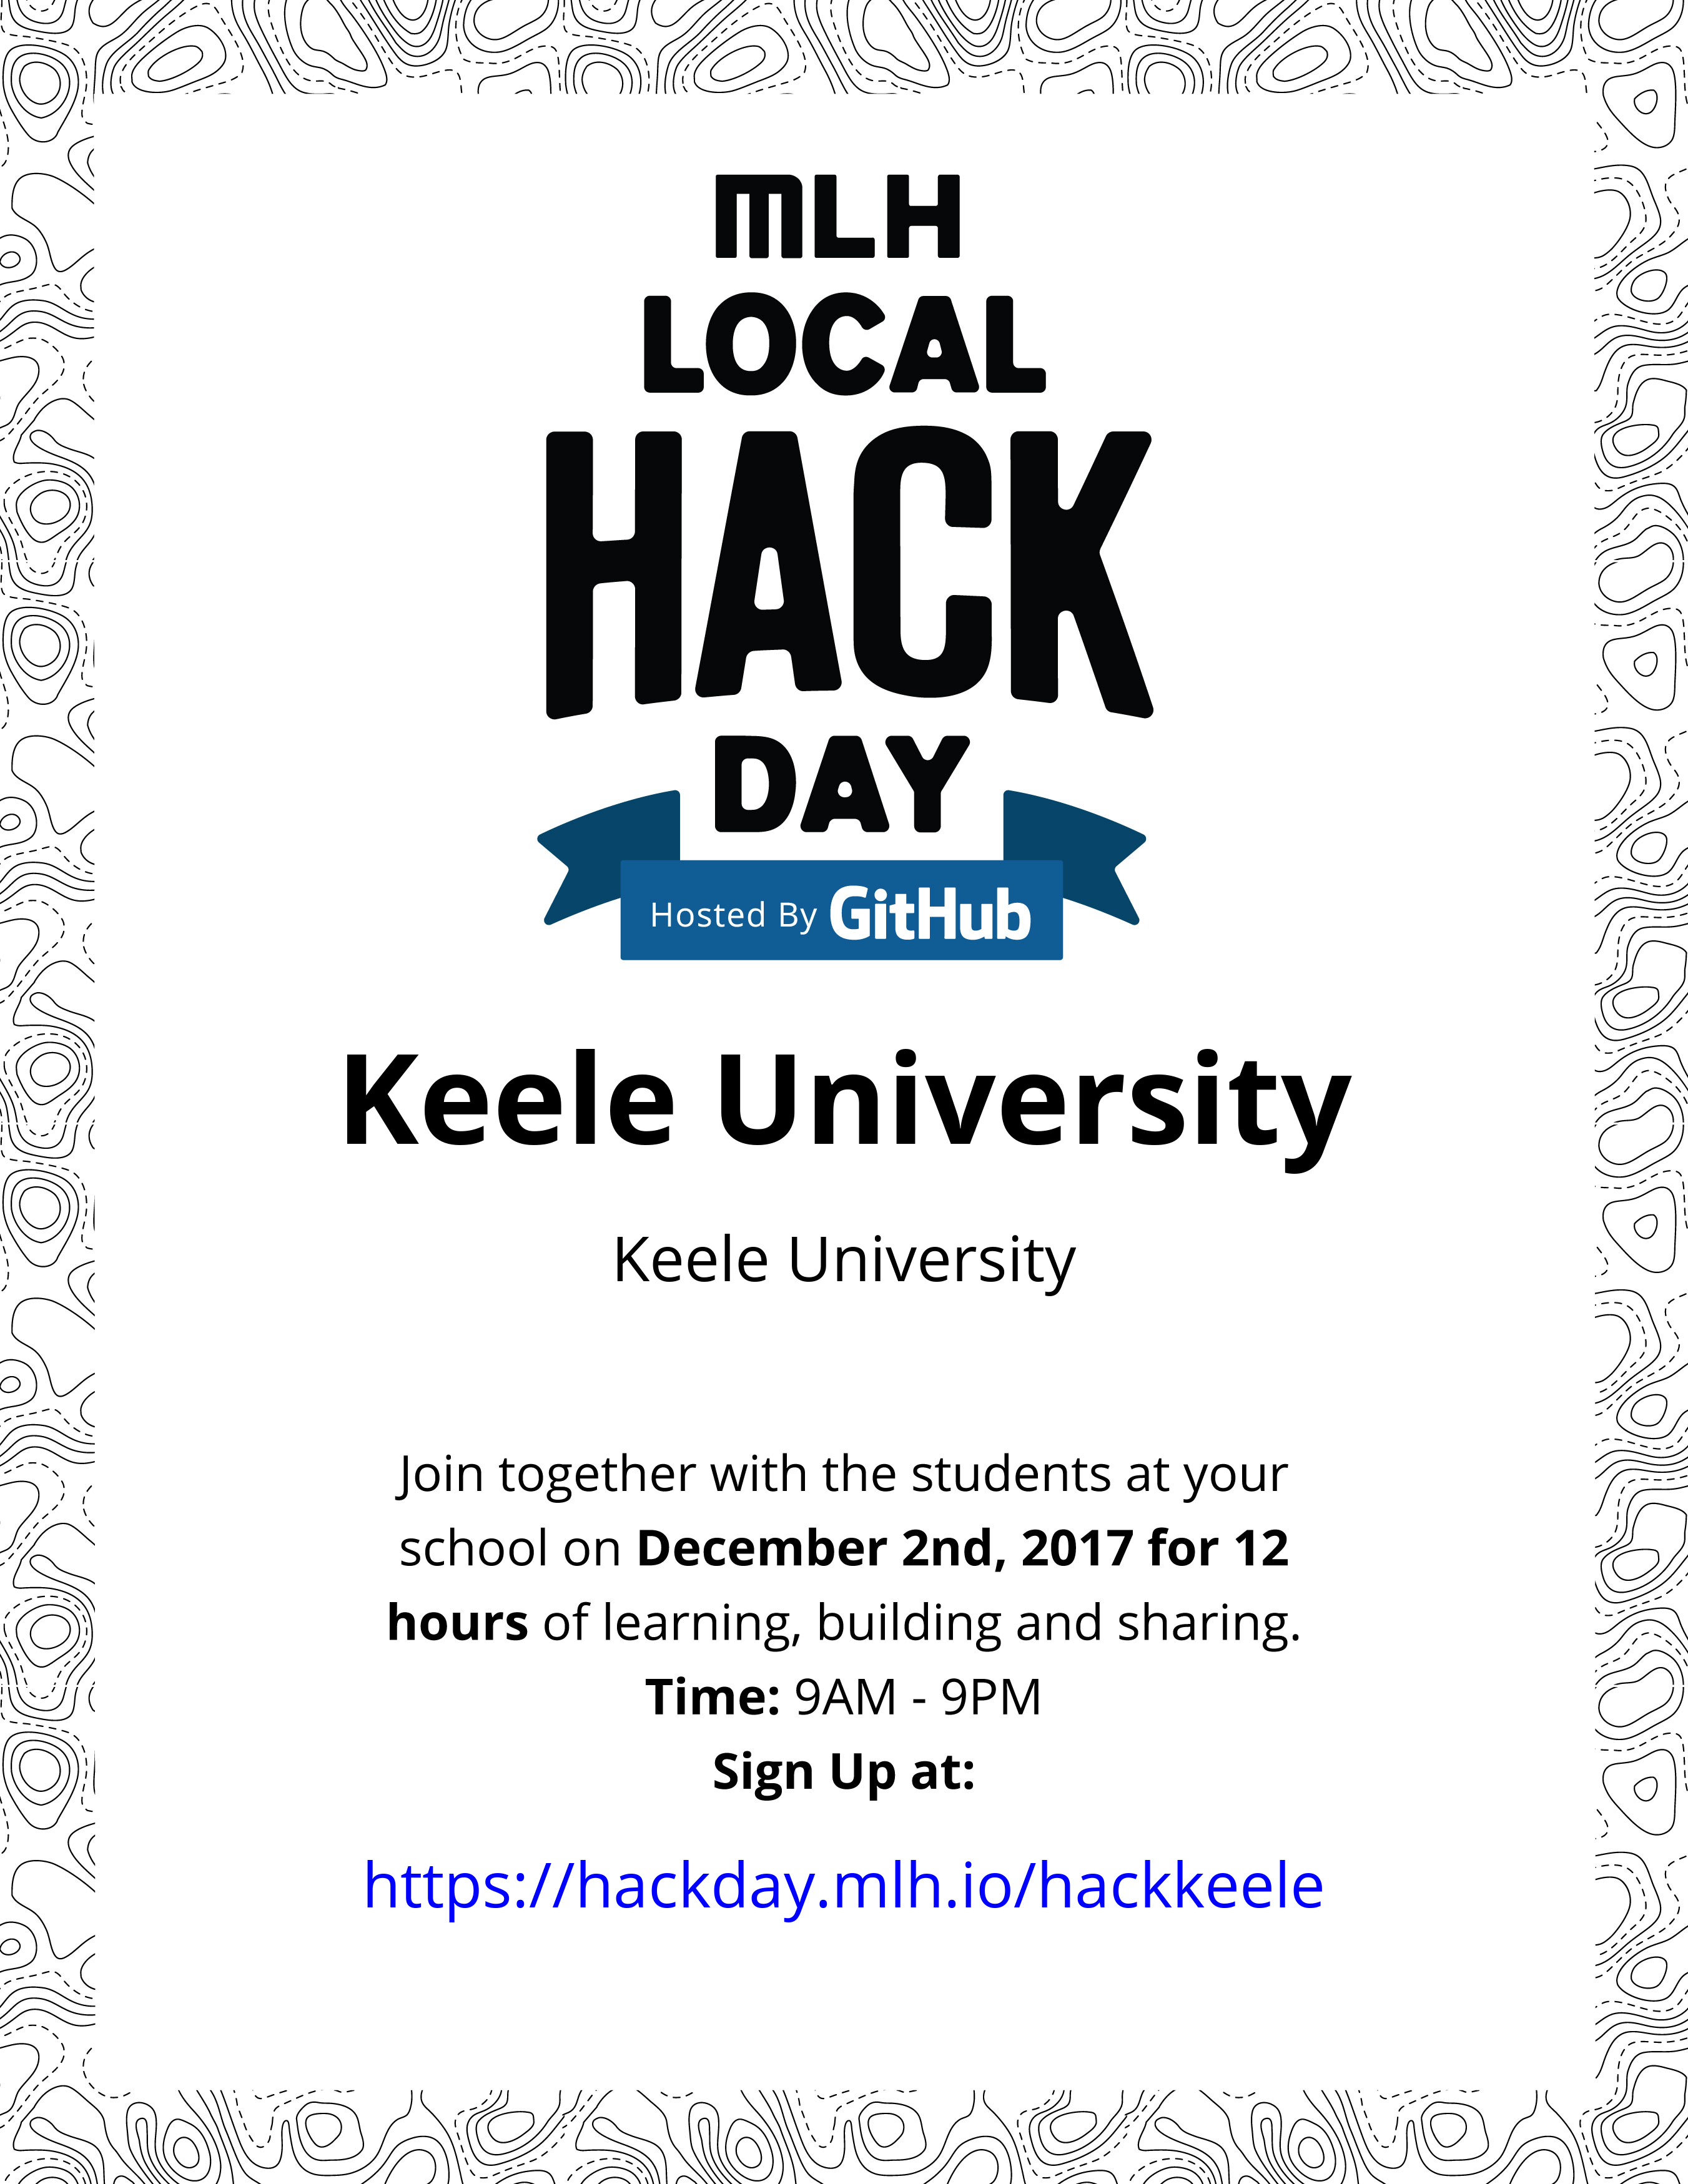 MLH
LOCAL
HACK
DAY
Hosted By GitHub
Keele University
Keele University
Join together with the students at your
school on December 2nd, 2017 for 12
hours of learning, building and sharing.
Time: 9AM - 9PM
Sign Up at:
https://hackday.mlh.io/hackkeele